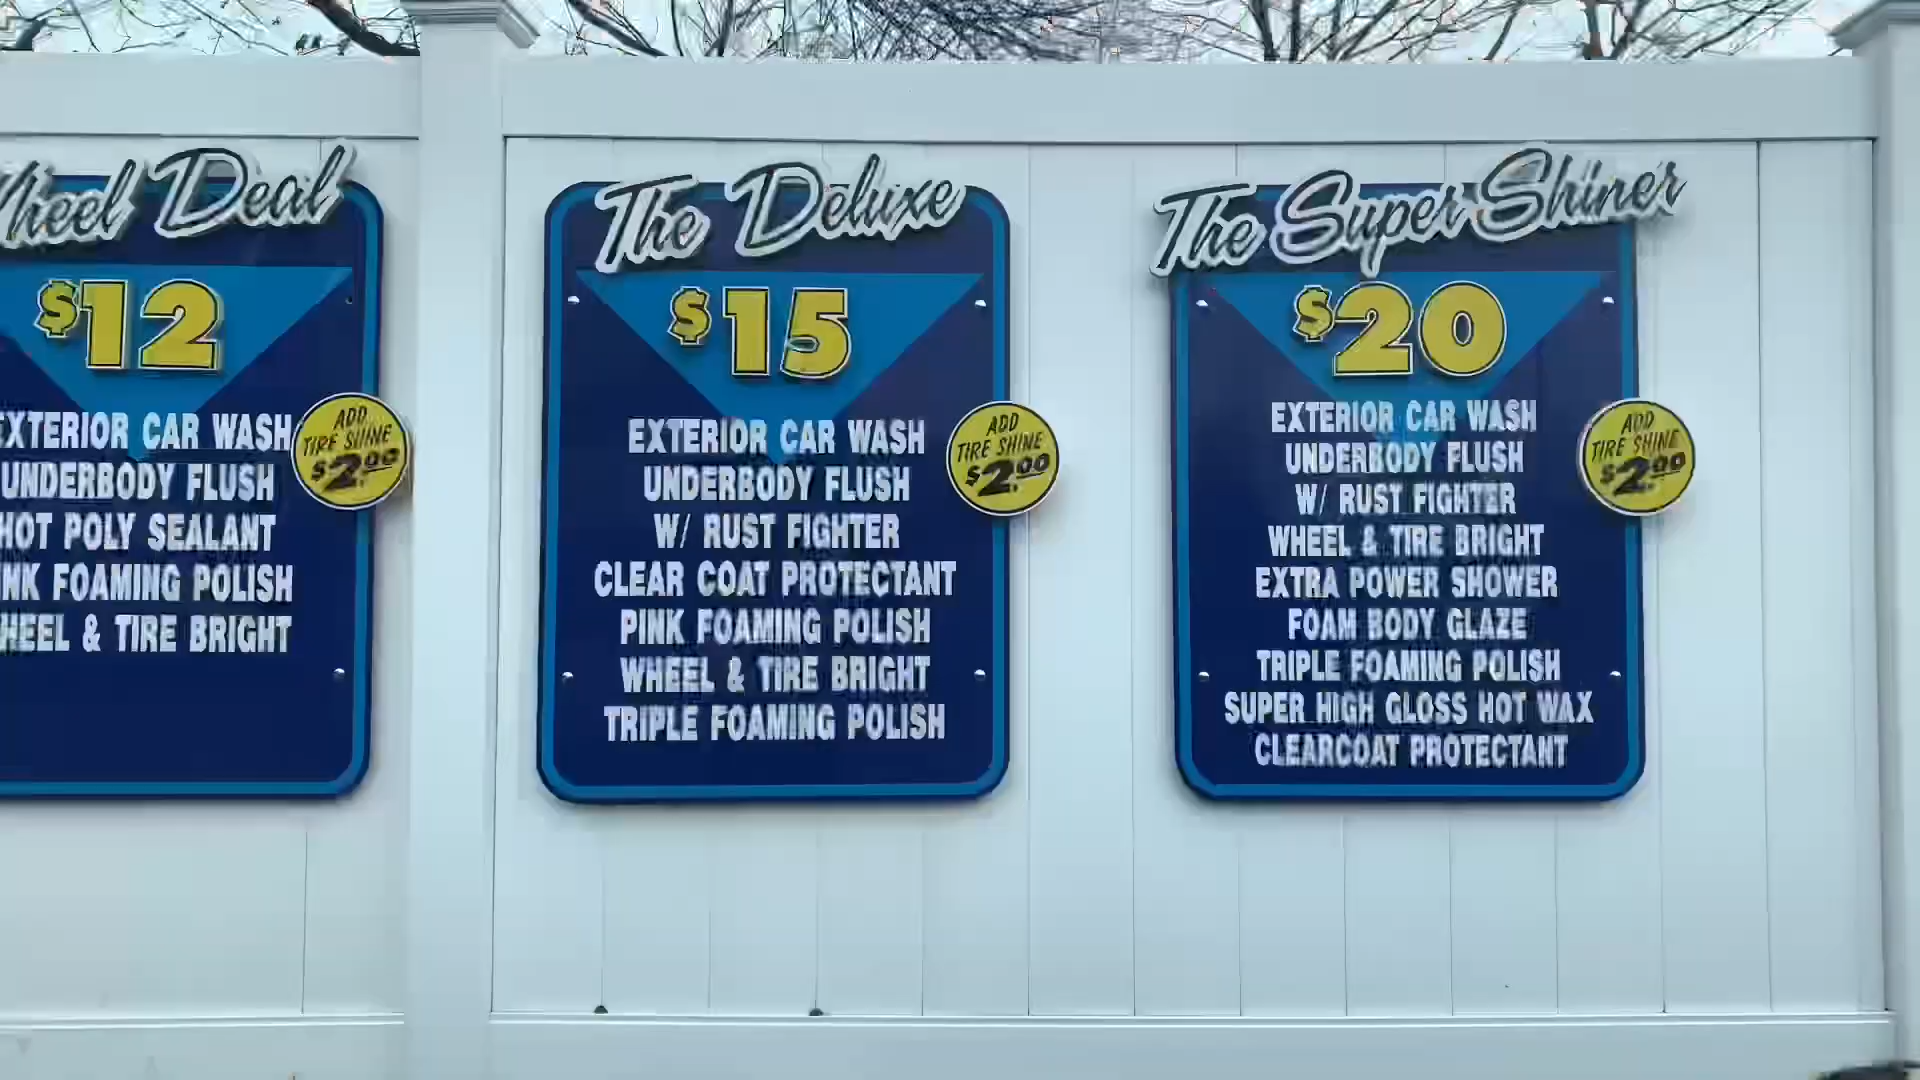 Wheel Deal
$12
EXTERIOR CAR WASH
UNDERBODY FLUSH
HOT POLY SEALANT
PINK FOAMING POLISH
WHEEL & TIRE BRIGHT
ADD
TIRE SHINE
$2.00
The Deluxe
$15
EXTERIOR CAR WASH
UNDERBODY FLUSH
W/ RUST FIGHTER
CLEAR COAT PROTECTANT
PINK FOAMING POLISH
WHEEL & TIRE BRIGHT
TRIPLE FOAMING POLISH
ADD
TIRE SHINE
$2.00
The Super Shiner
$20
EXTERIOR CAR WASH
UNDERBODY FLUSH
W/ RUST FIGHTER
WHEEL & TIRE BRIGHT
EXTRA POWER SHOWER
FOAM BODY GLAZE
TRIPLE FOAMING POLISH
SUPER HIGH GLOSS HOT WAX
CLEARCOAT PROTECTANT
ADD
TIRE SHINE
$2.00